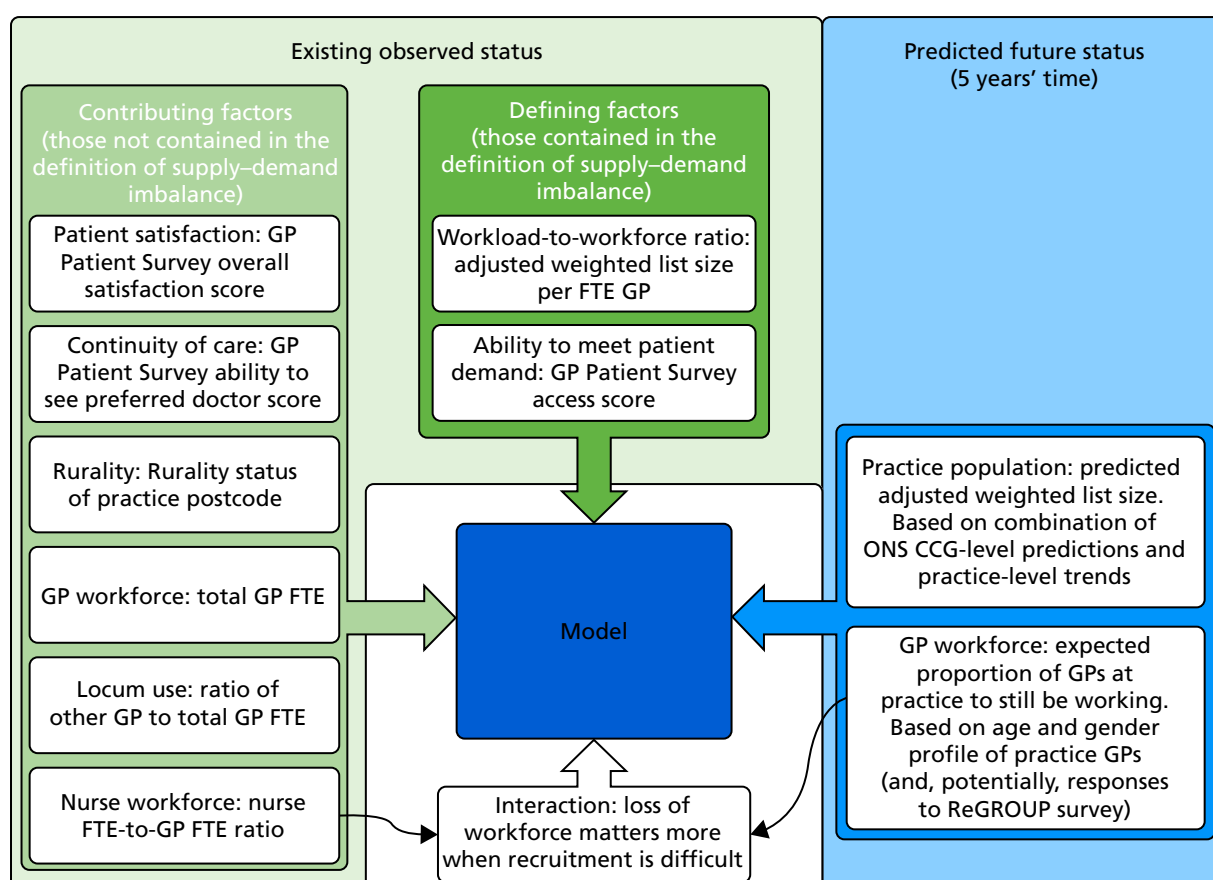 Existing observed status
Contributing factors
(those not contained in the
definition of supply–demand
imbalance)
Patient satisfaction: GP
Patient Survey overall
satisfaction score
Continuity of care: GP
Patient Survey ability to
see preferred doctor score
Rurality: Rurality status
of practice postcode
GP workforce: total GP FTE
Locum use: ratio of
other GP to total GP FTE
Nurse workforce: nurse
FTE-to-GP FTE ratio
Defining factors
(those contained in the
definition of supply–demand
imbalance)
Workload-to-workforce ratio:
adjusted weighted list size
per FTE GP
Ability to meet patient
demand: GP Patient Survey
access score
Model
Interaction: loss of
workforce matters more
when recruitment is difficult
Predicted future status
(5 years’ time)
Practice population: predicted
adjusted weighted list size.
Based on combination of
ONS CCG-level predictions and
practice-level trends
GP workforce: expected
proportion of GPs at
practice to still be working.
Based on age and gender
profile of practice GPs
(and, potentially, responses
to ReGROUP survey)